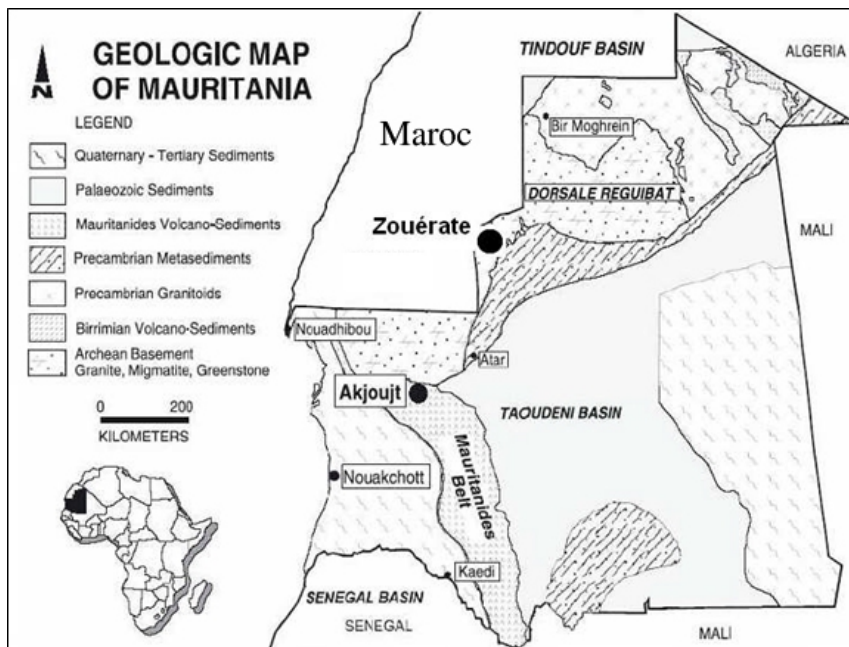 GEOLOGIC MAP
OF MAURITANIA
N
LEGEND
Quaternary - Tertiary Sediments
Palaeozoic Sediments
Mauritanides Volcano-Sediments
Precambrian Metasediments
Precambrian Granitoids
Birrimian Volcano-Sediments
Archean Basement
Granite, Migmatite, Greenstone
0 200
KILOMETERS
TINDOUF BASIN
ALGERIA
Maroc
Bir Moghrein
DORSALE REGUIBAT
Zouérate
MALI
Nouadhibou
Atar
Akjoujt
TAOUDENI BASIN
Mauritanides
Belt
Nouakchott
Kaedi
SENEGAL BASIN
SENEGAL
MALI